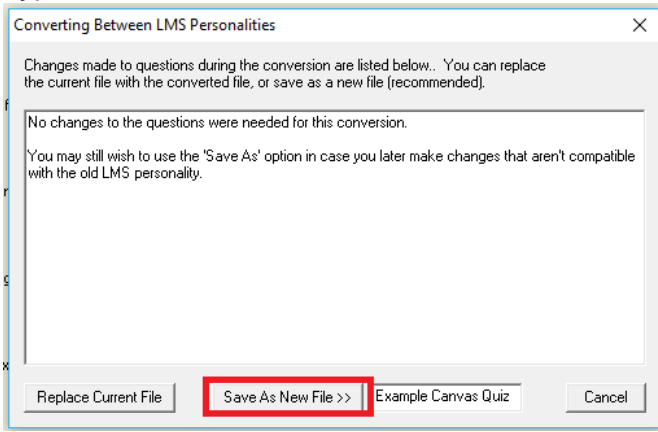 Converting Between LMS Personalities
Changes made to questions during the conversion are listed below.. You can replace
the current file with the converted file, or save as a new file (recommended).
No changes to the questions were needed for this conversion.
You may still wish to use the 'Save As' option in case you later make changes that aren't compatible
with the old LMS personality.
Replace Current File Save As New File >> Example Canvas Quiz Cancel